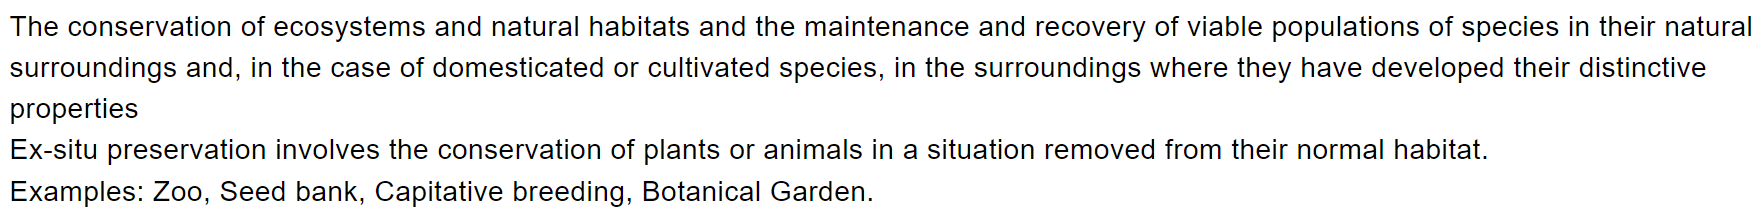 The conservation of ecosystems and natural habitats and the maintenance and recovery of viable populations of species in their natural
surroundings and, in the case of domesticated or cultivated species, in the surroundings where they have developed their distinctive
properties
Ex-situ preservation involves the conservation of plants or animals in a situation removed from their normal habitat.
Examples: Zoo, Seed bank, Capitative breeding, Botanical Garden.